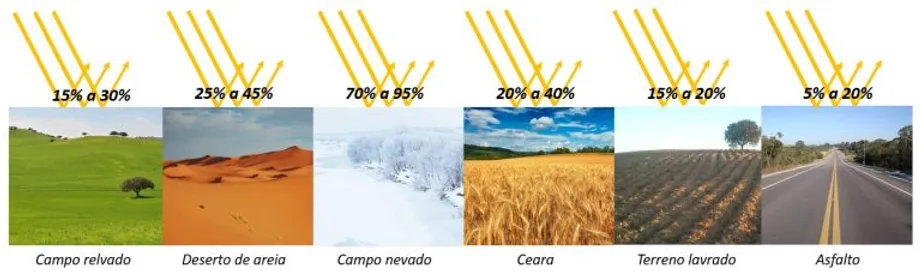 15% a 30%
25% a 45%
70% a 95%
20% a 40%
15% a 20%
5% a 20%
Campo relvado
Deserto de areia
Campo nevado
Ceara
Terreno lavrado
Asfalto